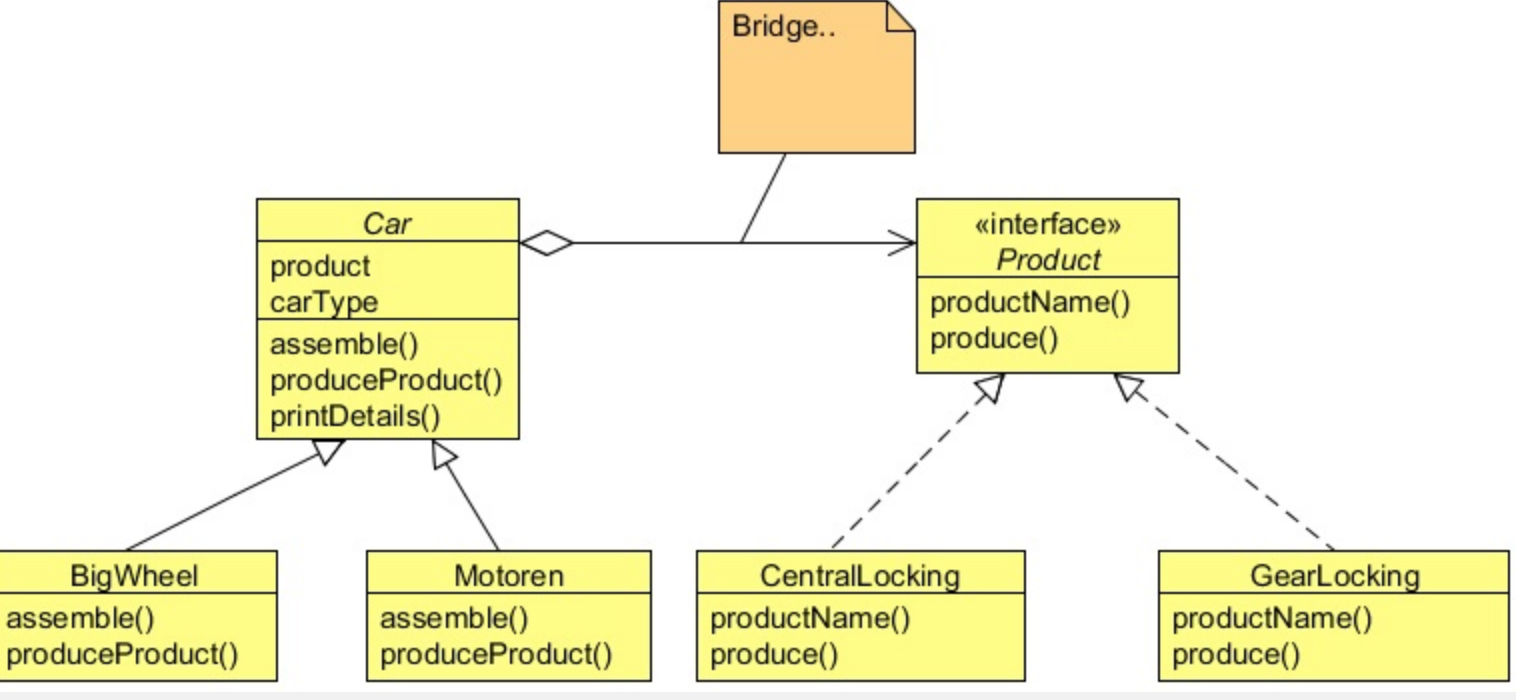 Bridge..
Car
product
carType
assemble()
produceProduct()
printDetails()
«interface»
Product
productName()
produce()
BigWheel
assemble()
produceProduct()
Motoren
assemble()
produceProduct()
CentralLocking
productName()
produce()
GearLocking
productName()
produce()